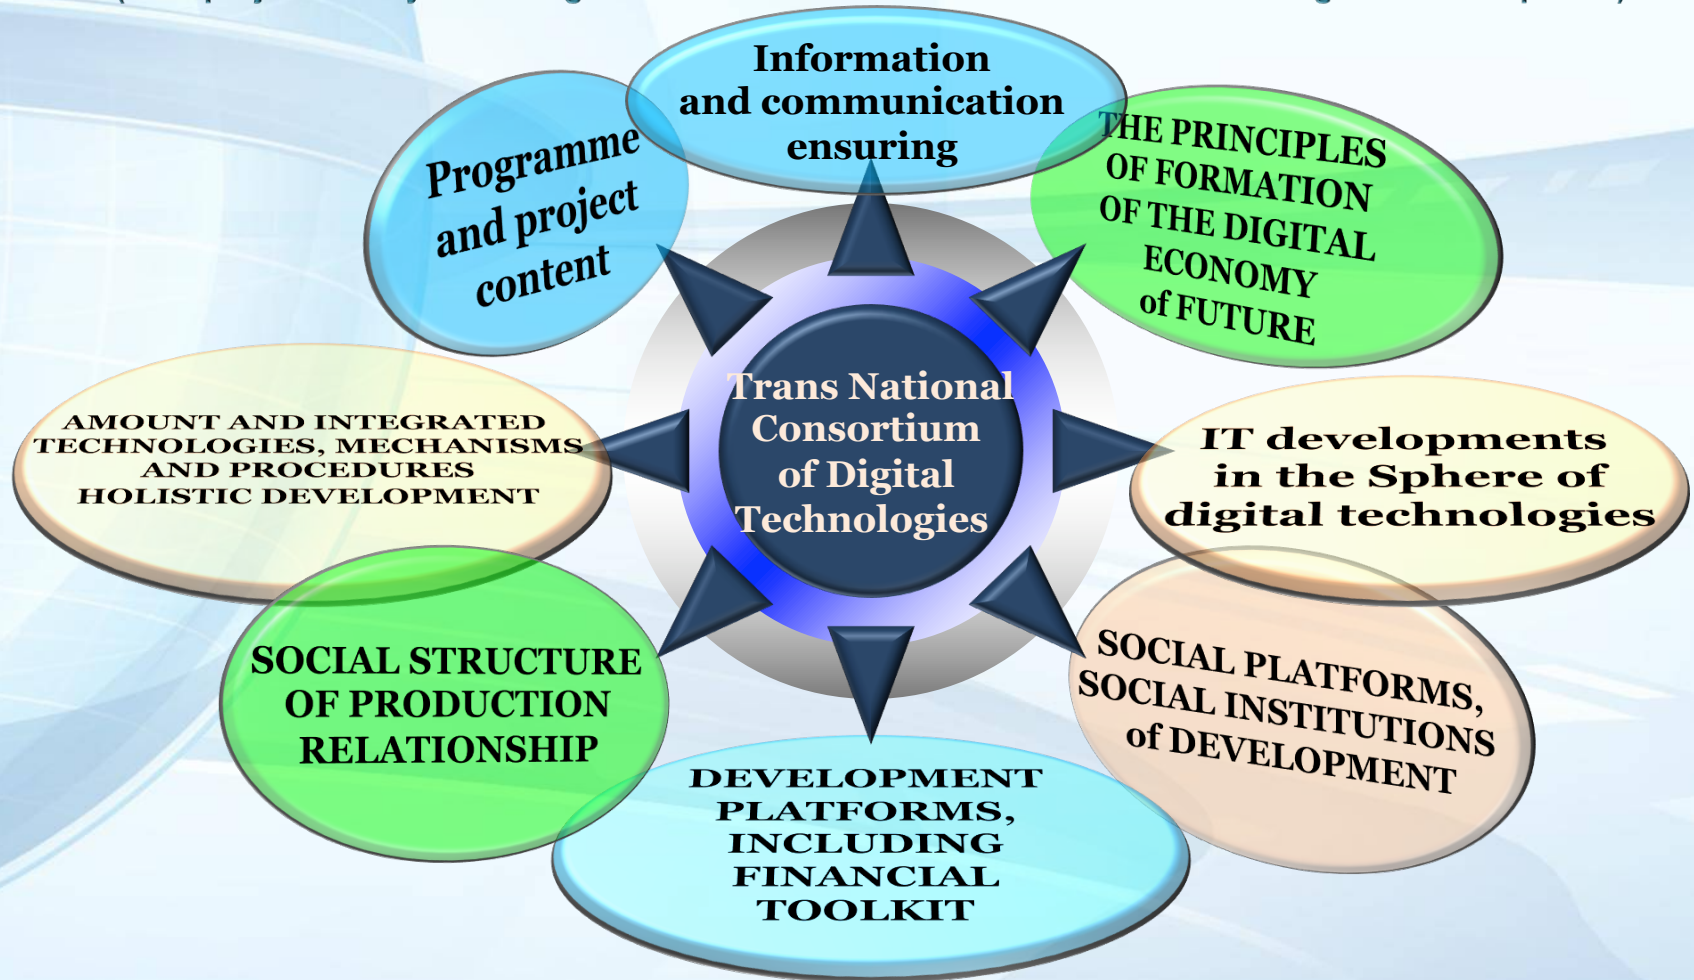 Information
and communication
ensuring
Programme
and project
content
THE PRINCIPLES
OF FORMATION
OF THE DIGITAL
ECONOMY
of FUTURE
Trans National
Consortium
of Digital
Technologies
AMOUNT AND INTEGRATED
TECHNOLOGIES, MECHANISMS
AND PROCEDURES
HOLISTIC DEVELOPMENT
IT developments
in the Sphere of
digital technologies
SOCIAL STRUCTURE
OF PRODUCTION
RELATIONSHIP
SOCIAL PLATFORMS,
SOCIAL INSTITUTIONS
of DEVELOPMENT
DEVELOPMENT
PLATFORMS,
INCLUDING
FINANCIAL
TOOLKIT